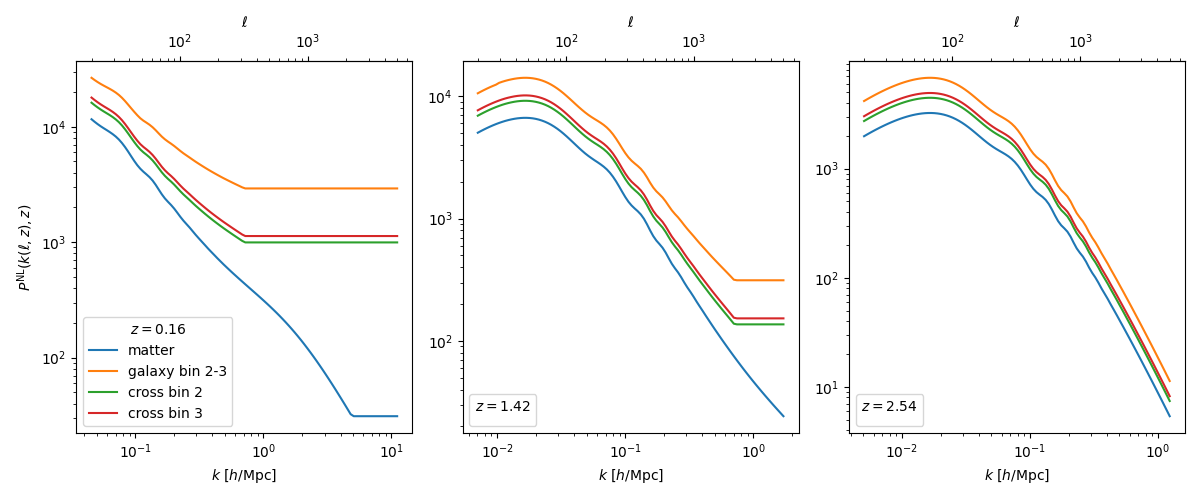 ℓ ℓ ℓ
10² 10³ 10² 10³ 10² 10³
10⁴ 10⁴
10³ 10³ 10³
10² 10² 10²
10¹
P^NL(k(ℓ, z), z)
z = 0.16
matter
galaxy bin 2-3
cross bin 2
cross bin 3
z = 1.42
z = 2.54
10⁻¹ 10⁰ 10¹ 10⁻² 10⁻¹ 10⁰ 10⁻² 10⁻¹ 10⁰
k [h/Mpc] k [h/Mpc] k [h/Mpc]